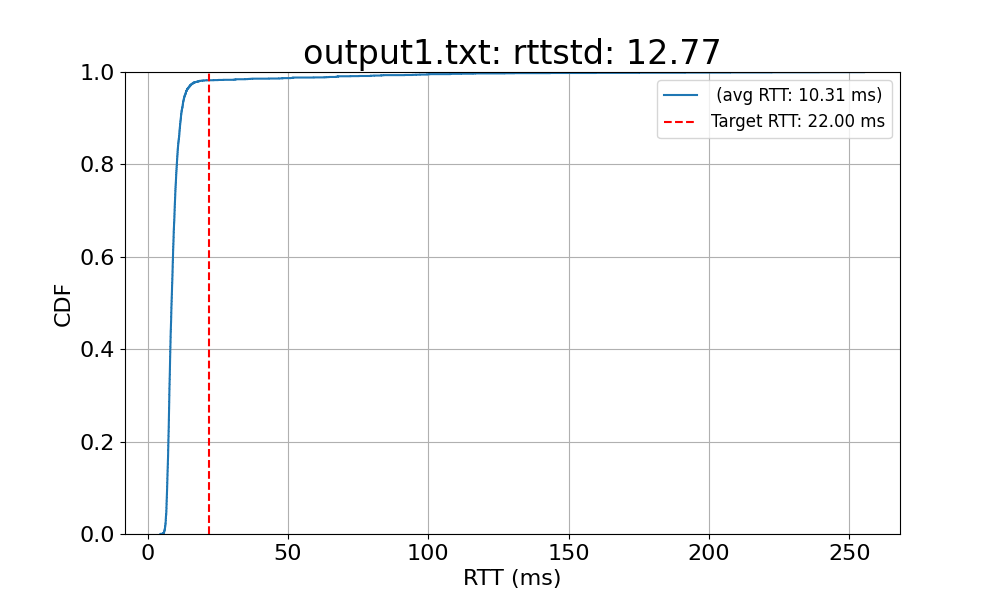 output1.txt: rttstd: 12.77
1.0
0.8
0.6
0.4
0.2
0.0
CDF
(avg RTT: 10.31 ms)
Target RTT: 22.00 ms
0 50 100 150 200 250
RTT (ms)